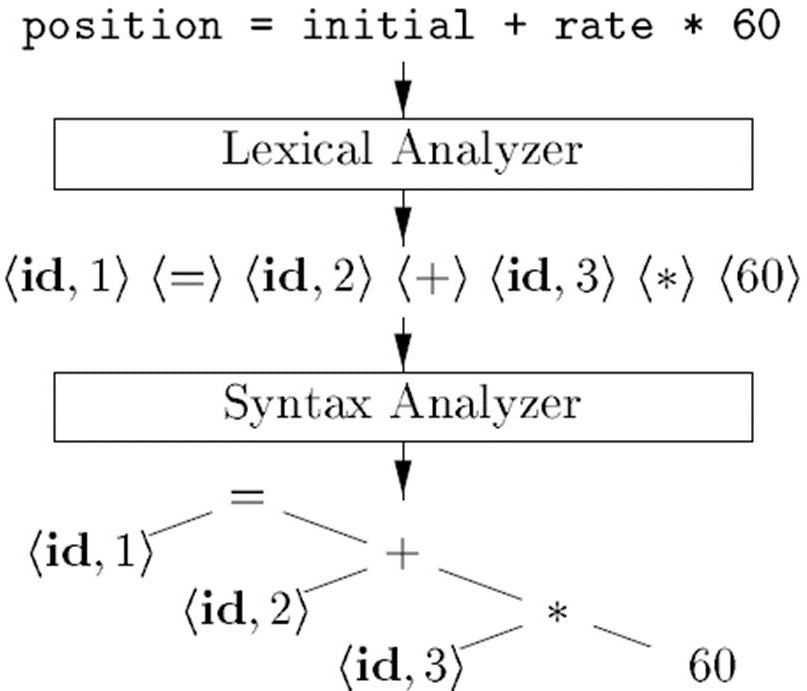 position = initial + rate * 60
Lexical Analyzer
⟨id, 1⟩ ⟨=⟩ ⟨id, 2⟩ ⟨+⟩ ⟨id, 3⟩ ⟨*⟩ ⟨60⟩
Syntax Analyzer
=
⟨id, 1⟩ +
⟨id, 2⟩ *
⟨id, 3⟩ 60